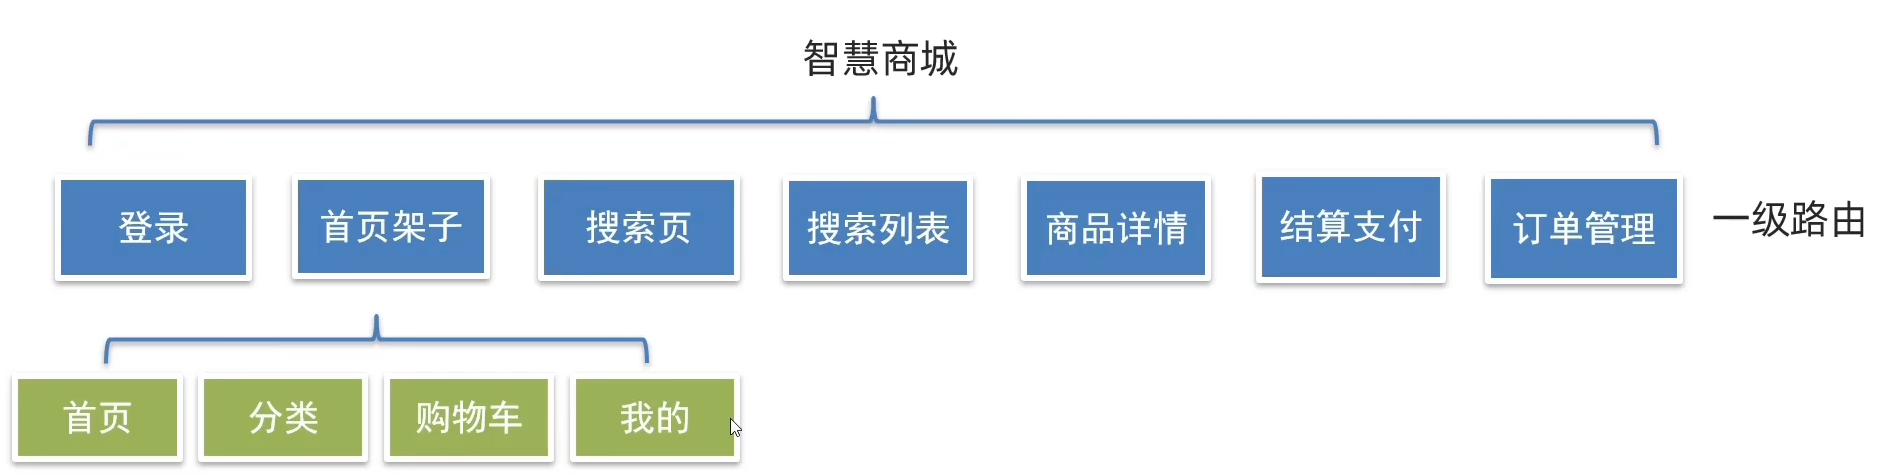 智慧商城
登录
首页架子
搜索页
搜索列表
商品详情
结算支付
订单管理
一级路由
首页
分类
购物车
我的